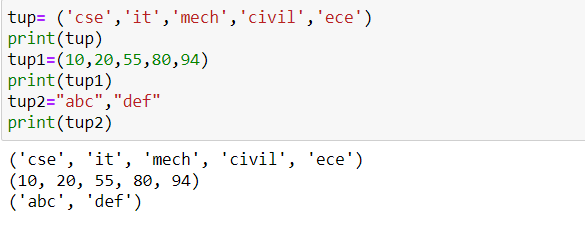 tup= ('cse','it','mech','civil','ece')
print(tup)
tup1=(10,20,55,80,94)
print(tup1)
tup2="abc","def"
print(tup2)
('cse', 'it', 'mech', 'civil', 'ece')
(10, 20, 55, 80, 94)
('abc', 'def')